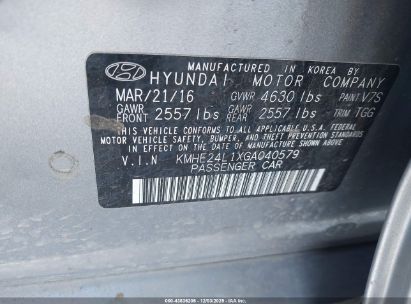 MANUFACTURED IN KOREA BY
HYUNDAI MOTOR COMPANY
MAR/21/16 GVWR 4630 lbs PAINT V7S
GAWR FRONT 2557 lbs GAWR REAR 2557 lbs TRIM TGG
THIS VEHICLE CONFORMS TO ALL APPLICABLE U.S.A. FEDERAL
MOTOR VEHICLE SAFETY, BUMPER, AND THEFT PREVENTION
STANDARDS IN EFFECT ON THE DATE OF MANUFACTURE SHOWN ABOVE.
V.I.N KMHE24L1XGA040579
PASSENGER CAR